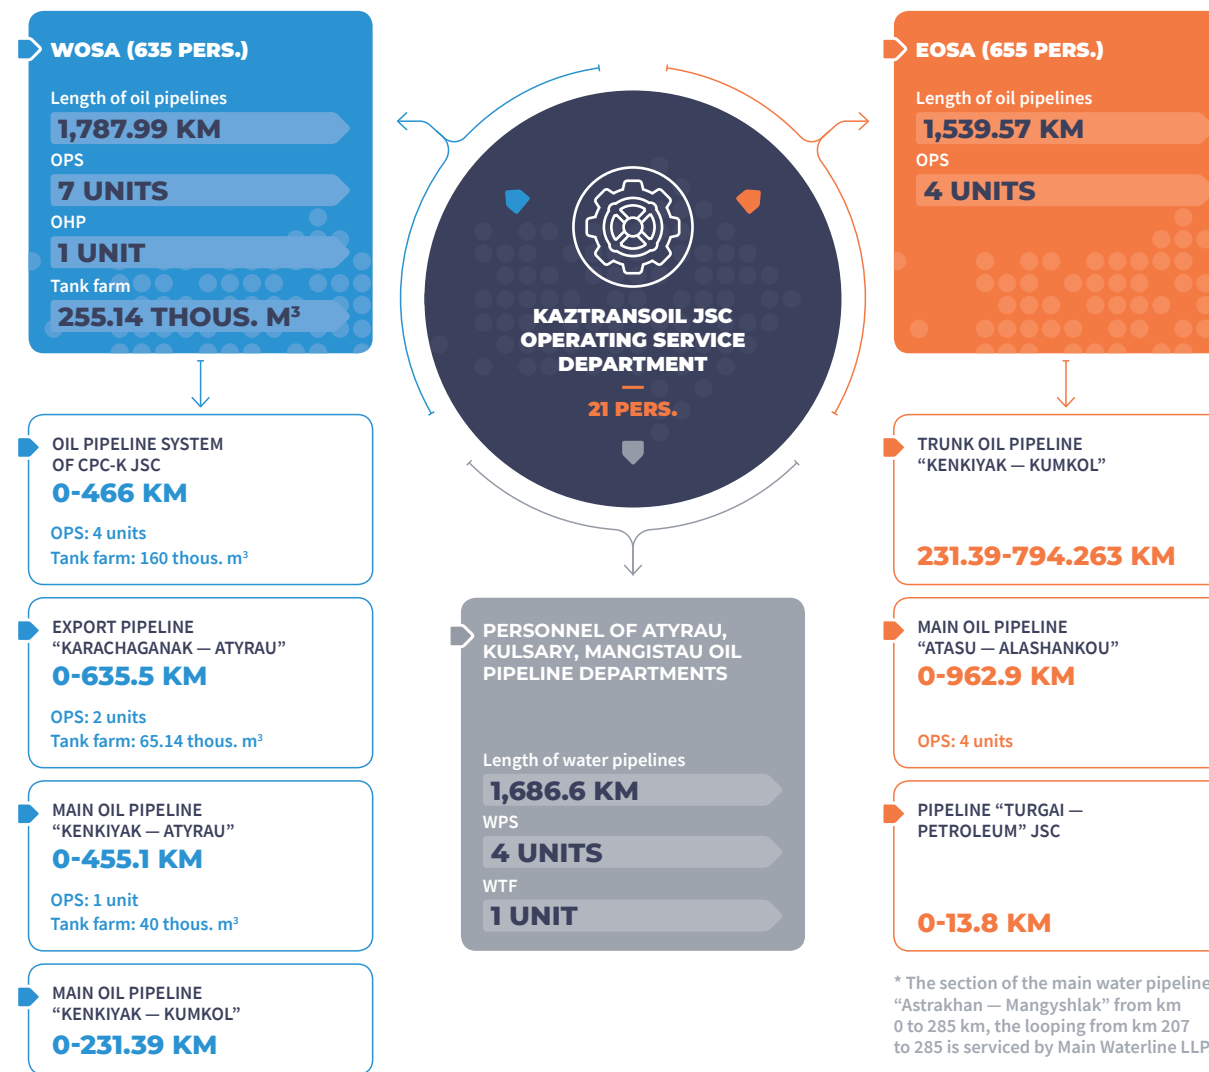 WOSA (635 PERS.)
Length of oil pipelines
1,787.99 KM
OPS
7 UNITS
OHP
1 UNIT
Tank farm
255.14 THOUS. M³
OIL PIPELINE SYSTEM
OF CPC-K JSC
0-466 KM
OPS: 4 units
Tank farm: 160 thous. m³
EXPORT PIPELINE
“KARACHAGANAK — ATYRAU”
0-635.5 KM
OPS: 2 units
Tank farm: 65.14 thous. m³
MAIN OIL PIPELINE
“KENKIYAK — ATYRAU”
0-455.1 KM
OPS: 1 unit
Tank farm: 40 thous. m³
MAIN OIL PIPELINE
“KENKIYAK — KUMKOL”
0-231.39 KM
KAZTRANSOIL JSC
OPERATING SERVICE
DEPARTMENT
—
21 PERS.
PERSONNEL OF ATYRAU,
KULSARY, MANGISTAU OIL
PIPELINE DEPARTMENTS
Length of water pipelines
1,686.6 KM
WPS
4 UNITS
WTF
1 UNIT
EOSA (655 PERS.)
Length of oil pipelines
1,539.57 KM
OPS
4 UNITS
TRUNK OIL PIPELINE
“KENKIYAK — KUMKOL”
231.39-794.263 KM
MAIN OIL PIPELINE
“ATASU — ALASHANKOU”
0-962.9 KM
OPS: 4 units
PIPELINE “TURGAI —
PETROLEUM” JSC
0-13.8 KM
* The section of the main water pipeline
“Astrakhan — Mangyshlak” from km
0 to 285 km, the looping from km 207
to 285 is serviced by Main Waterline LLP